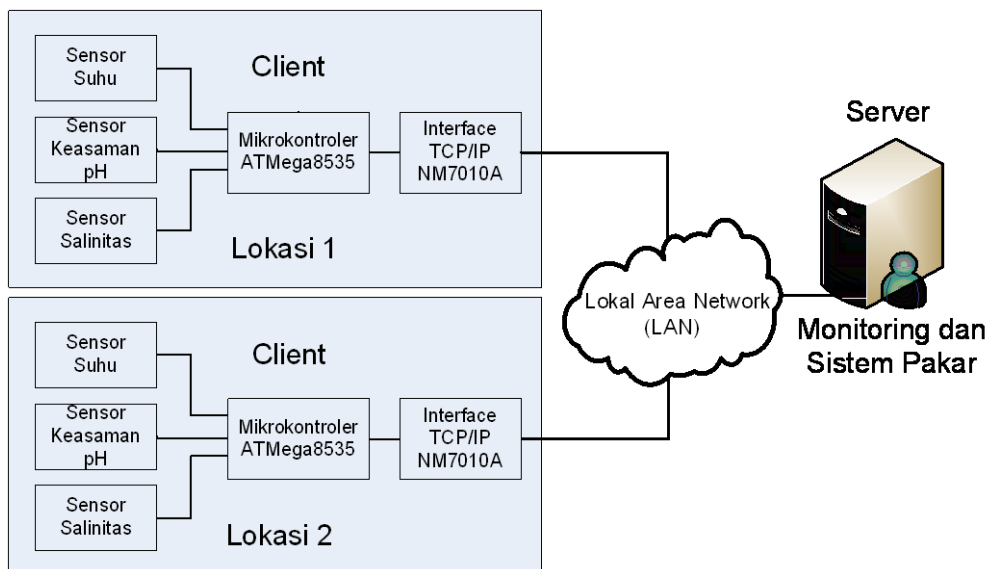 Sensor
Suhu
Client
Sensor
Keasaman
pH
Mikrokontroler
ATMega8535
Interface
TCP/IP
NM7010A
Sensor
Salinitas
Lokasi 1
Sensor
Suhu
Client
Sensor
Keasaman
pH
Mikrokontroler
ATMega8535
Interface
TCP/IP
NM7010A
Sensor
Salinitas
Lokasi 2
Lokal Area Network
(LAN)
Server
Monitoring dan
Sistem Pakar